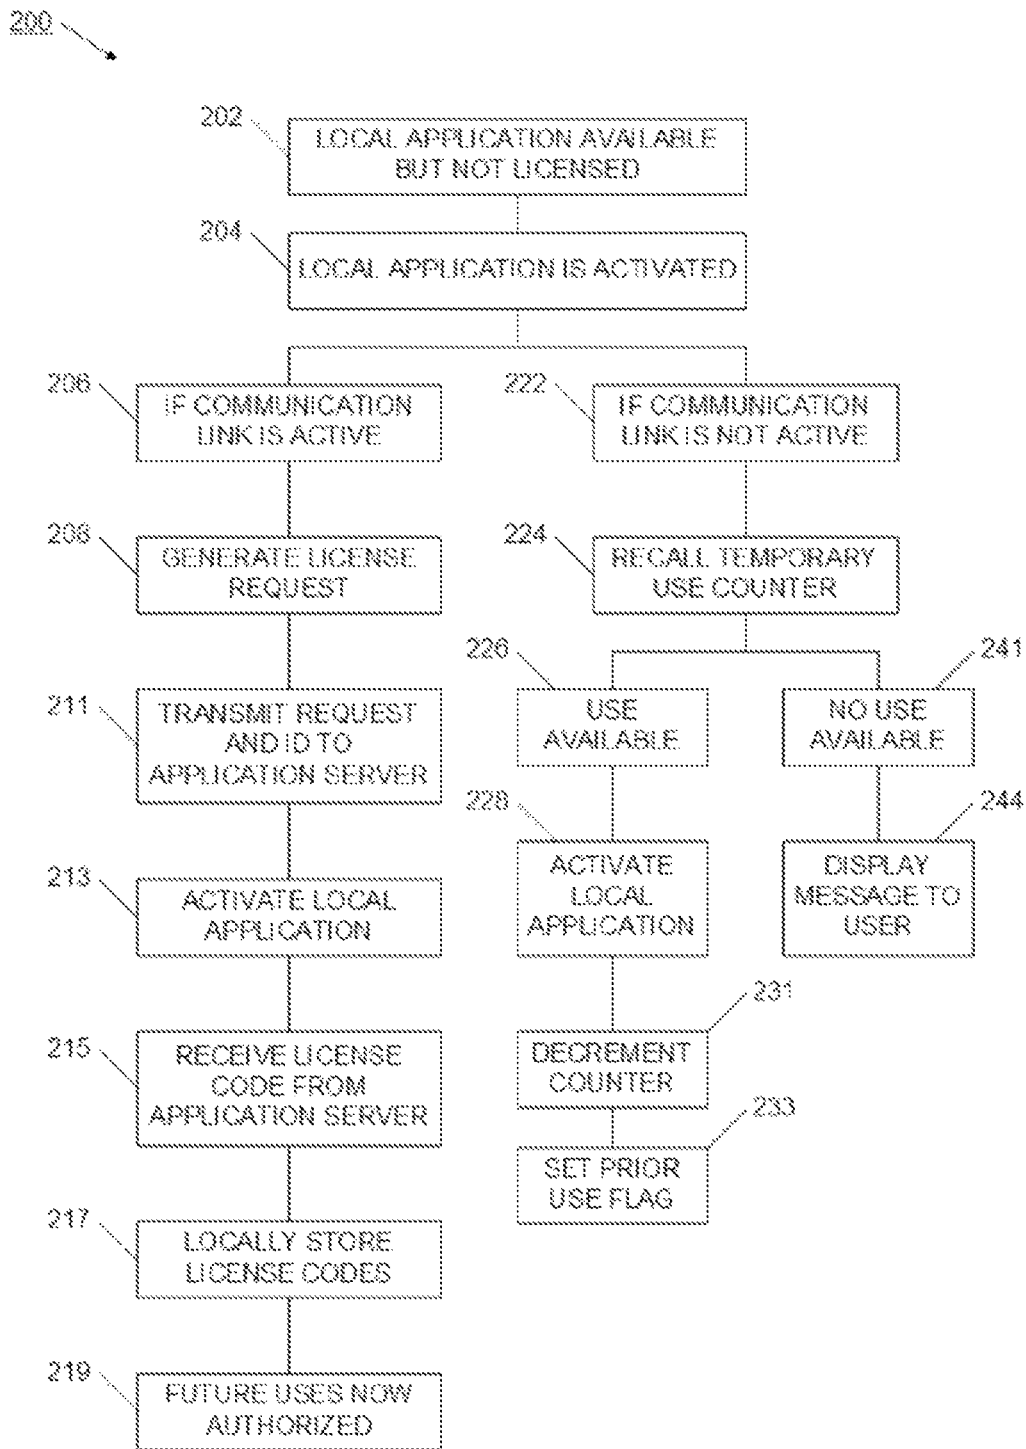 200
202
LOCAL APPLICATION AVAILABLE
BUT NOT LICENSED
204
LOCAL APPLICATION IS ACTIVATED
206
IF COMMUNICATION
LINK IS ACTIVE
222
IF COMMUNICATION
LINK IS NOT ACTIVE
208
GENERATE LICENSE
REQUEST
224
RECALL TEMPORARY
USE COUNTER
211
TRANSMIT REQUEST
AND ID TO
APPLICATION SERVER
226
USE
AVAILABLE
241
NO USE
AVAILABLE
213
ACTIVATE LOCAL
APPLICATION
228
ACTIVATE
LOCAL
APPLICATION
244
DISPLAY
MESSAGE TO
USER
215
RECEIVE LICENSE
CODE FROM
APPLICATION SERVER
231
DECREMENT
COUNTER
233
SET PRIOR
USE FLAG
217
LOCALLY STORE
LICENSE CODES
219
FUTURE USES NOW
AUTHORIZED